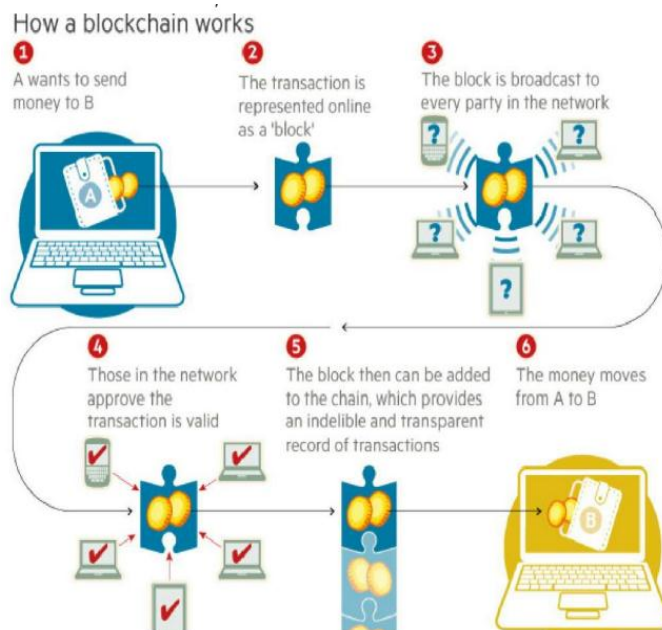 How a blockchain works
1
A wants to send
money to B
2
The transaction is
represented online
as a 'block'
3
The block is broadcast to
every party in the network
A
?
?
?
?
?
4
Those in the network
approve the
transaction is valid
5
The block then can be added
to the chain, which provides
an indelible and transparent
record of transactions
6
The money moves
from A to B
B